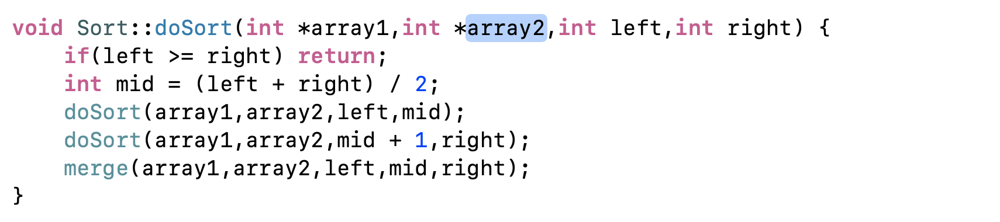 void Sort::doSort(int *array1,int *array2,int left,int right) {
    if(left >= right) return;
    int mid = (left + right) / 2;
    doSort(array1,array2,left,mid);
    doSort(array1,array2,mid + 1,right);
    merge(array1,array2,left,mid,right);
}